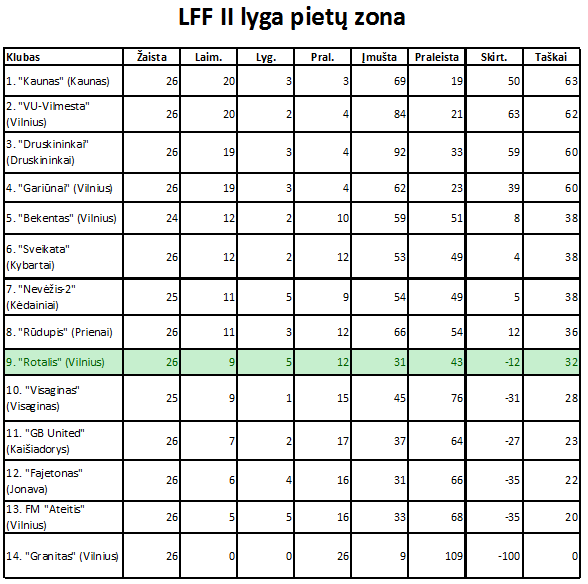 LFF II lyga pietų zona
Klubas Žaista Laim. Lyg. Pral. Įmušta Praleista Skirt. Taškai
1. "Kaunas" (Kaunas) 26 20 3 3 69 19 50 63
2. "VU-Vilmesta"
(Vilnius) 26 20 2 4 84 21 63 62
3. "Druskininkai"
(Druskininkai) 26 19 3 4 92 33 59 60
4. "Gariūnai" (Vilnius) 26 19 3 4 62 23 39 60
5. "Bekentas" (Vilnius) 24 12 2 10 59 51 8 38
6. "Sveikata"
(Kybartai) 26 12 2 12 53 49 4 38
7. "Nevėžis-2"
(Kėdainiai) 25 11 5 9 54 49 5 38
8. "Rūdupis" (Prienai) 26 11 3 12 66 54 12 36
9. "Rotalis" (Vilnius) 26 9 5 12 31 43 -12 32
10. "Visaginas"
(Visaginas) 25 9 1 15 45 76 -31 28
11. "GB United"
(Kaišiadorys) 26 7 2 17 37 64 -27 23
12. "Fajetonas"
(Jonava) 26 6 4 16 31 66 -35 22
13. FM "Ateitis"
(Vilnius) 26 5 5 16 33 68 -35 20
14. "Granitas" (Vilnius) 26 0 0 26 9 109 -100 0